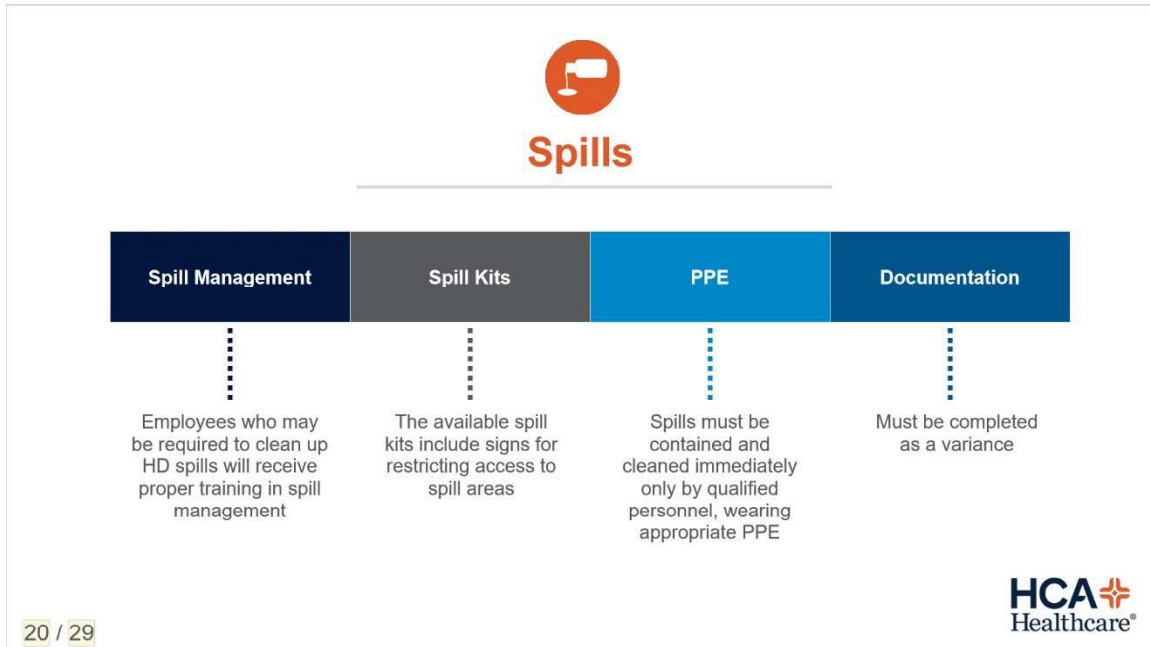 Spills
Spill Management
Spill Kits
PPE
Documentation
Employees who may
be required to clean up
HD spills will receive
proper training in spill
management
The available spill
kits include signs for
restricting access to
spill areas
Spills must be
contained and
cleaned immediately
only by qualified
personnel, wearing
appropriate PPE
Must be completed
as a variance
HCA
Healthcare®
20 / 29